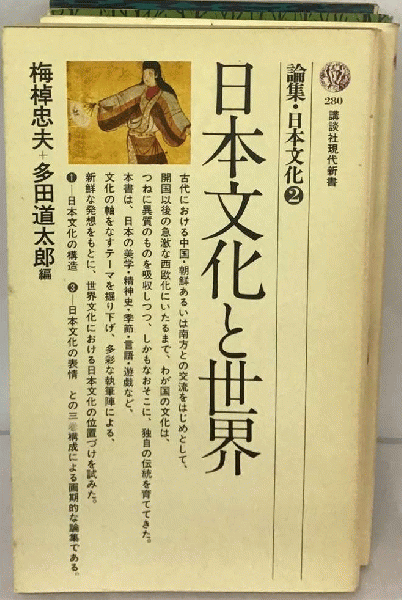 280
講談社現代新書
論集・日本文化❷
日本文化と世界
古代における中国・朝鮮あるいは南方との交流をはじめとして、
開国以後の急激な西欧化にいたるまで、わが国の文化は、
つねに異質のものを吸収しつつ、しかもなおそこに、独自の伝統を育ててきた。
本書は、日本の美学・精神史・季節・言語・遊戯など、
文化の軸をなすテーマを掘り下げ、多彩な執筆陣による、
新鮮な発想をもとに、世界文化における日本文化の位置づけを試みた。
❶―日本文化の構造 ❸―日本文化の表情 との三巻構成による画期的な論集である。
梅棹忠夫+多田道太郎編